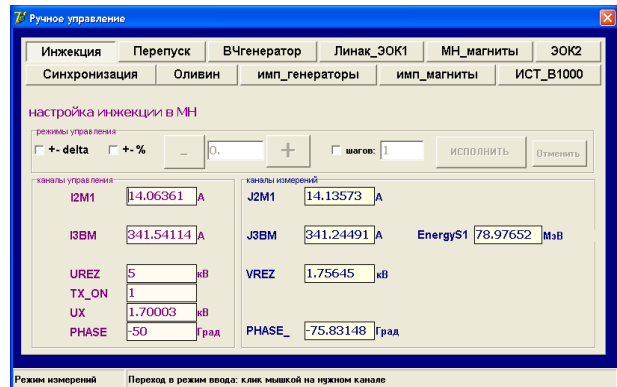 Ручное управление
Инжекция Перепуск ВЧгенератор Линак_ЭОК1 МН_магниты ЭОК2
Синхронизация Оливин имп_генераторы имп_магниты ИСТ_В1000
настройка инжекции в МН
режимы управления
+- delta +- % - 0. + шагов: 1 ИСПОЛНИТЬ Отменить
каналы управления каналы измерений
I2M1 14.06361 А J2M1 14.13573 А
I3BM 341.54114 А J3BM 341.24491 А EnergyS1 78.97652 МэВ
UREZ 5 кВ VREZ 1.75645 кВ
TX_ON 1
UX 1.70003 кВ
PHASE -50 Град PHASE_ -75.83148 Град
Режим измерений Переход в режим ввода: клик мышкой на нужном канале